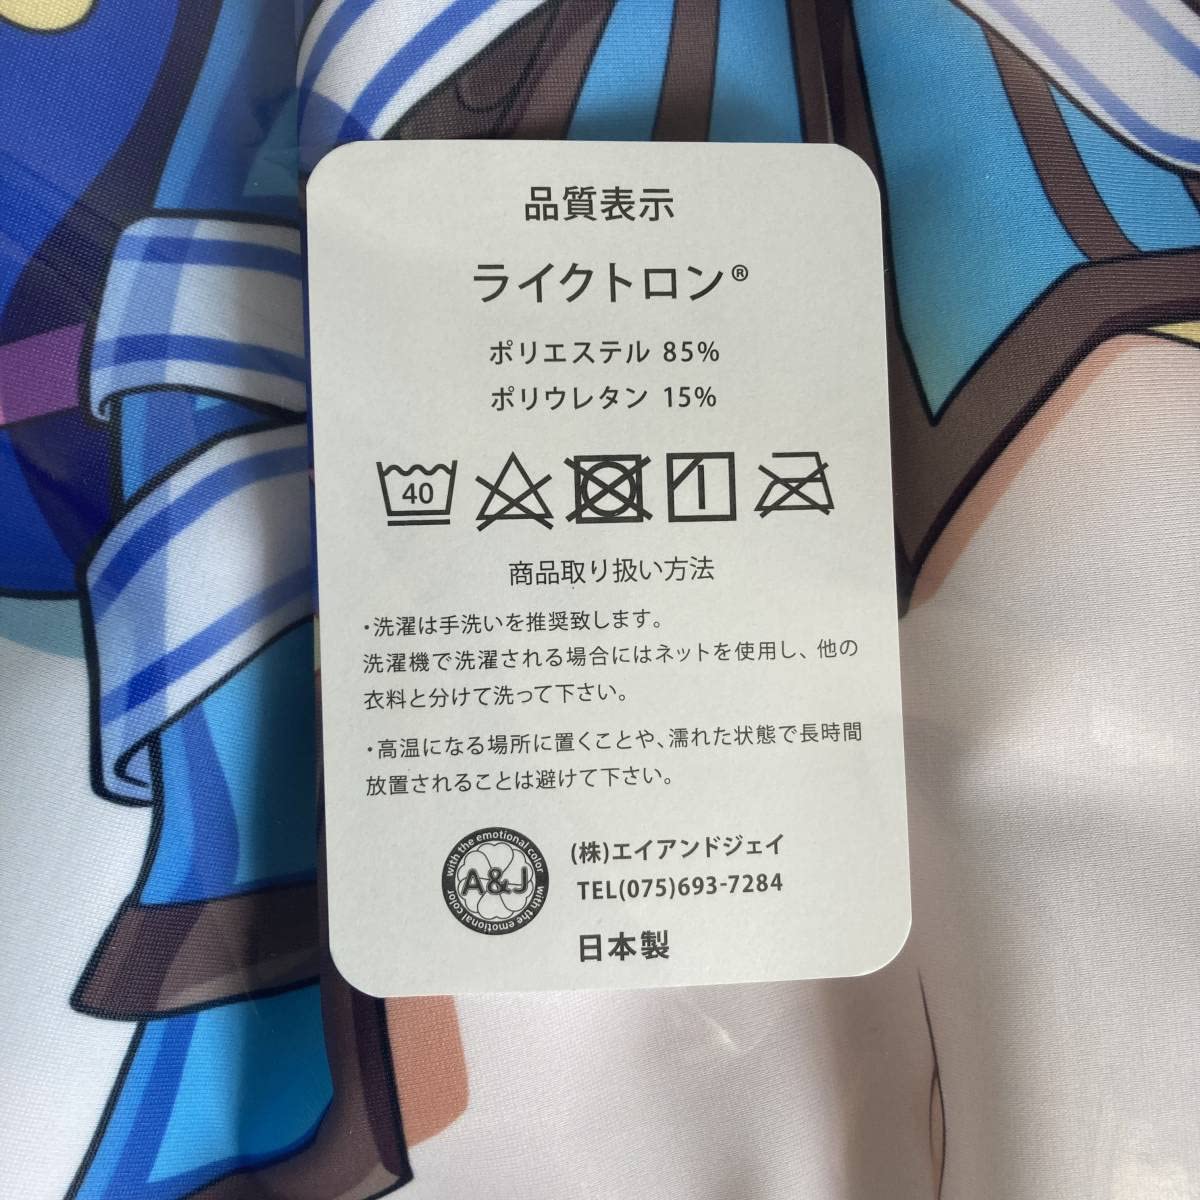 品質表示
ライクトロン®
ポリエステル 85%
ポリウレタン 15%
40
商品取り扱い方法
・洗濯は手洗いを推奨致します。
洗濯機で洗濯される場合にはネットを使用し、他の
衣料と分けて洗って下さい。
・高温になる場所に置くことや、濡れた状態で長時間
放置されることは避けて下さい。
with the emotional color
A&J
with the emotional color
(株)エイアンドジェイ
TEL(075)693-7284
日本製